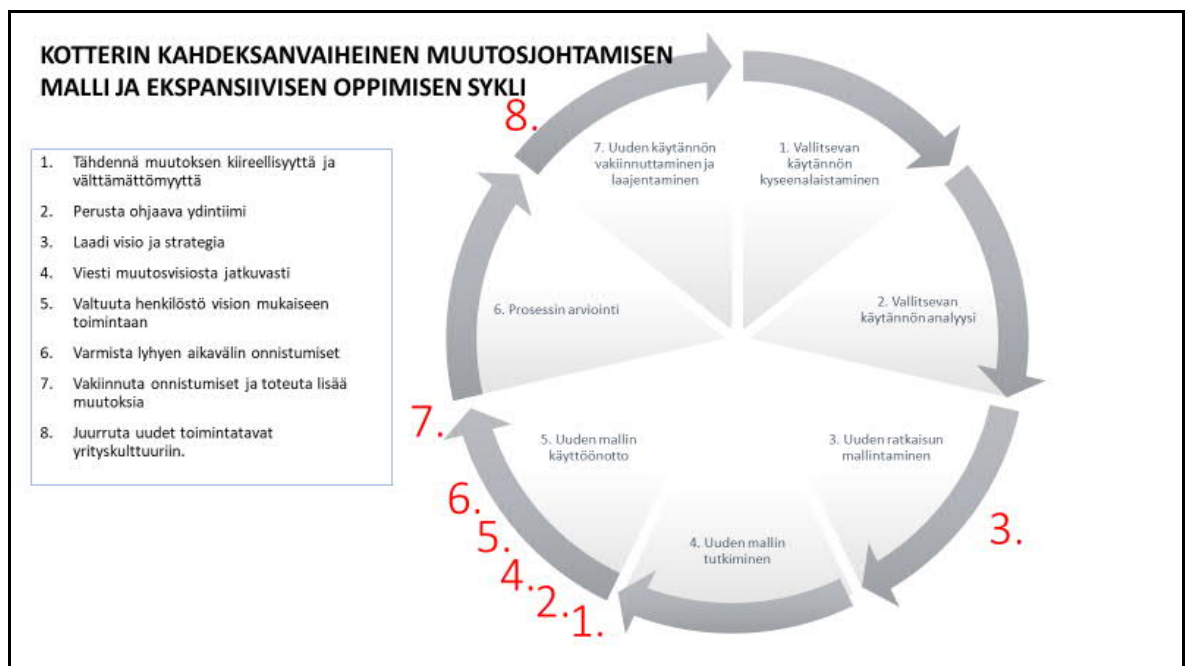 KOTTERIN KAHDEKSANVAIHEINEN MUUTOSJOHTAMISEN
MALLI JA EKSPANSIIVISEN OPPIMISEN SYKLI
1. Tähdennä muutoksen kiireellisyyttä ja
välttämättömyyttä
2. Perusta ohjaava ydintiimi
3. Laadi visio ja strategia
4. Viesti muutosvisiosta jatkuvasti
5. Valtuuta henkilöstö vision mukaiseen
toimintaan
6. Varmista lyhyen aikavälin onnistumiset
7. Vakiinnuta onnistumiset ja toteuta lisää
muutoksia
8. Juurruta uudet toimintatavat
yrityskulttuuriin.
1. Vallitsevan
käytännön
kyseenalaistaminen
2. Vallitsevan
käytännön analyysi
3. Uuden ratkaisun
mallintaminen
4. Uuden mallin
tutkiminen
5. Uuden mallin
käyttöönotto
6. Prosessin arviointi
7. Uuden käytännön
vakiinnuttaminen ja
laajentaminen
8.
7.
6.
5.
4.
2.
1.
3.